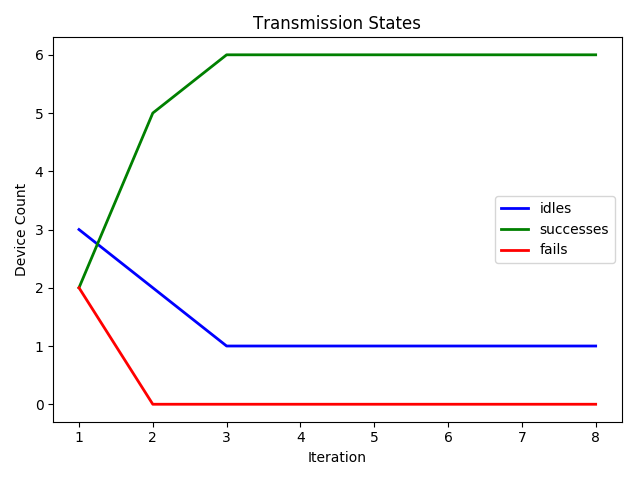 Transmission States
Device Count
6
5
4
3
2
1
0
idles
successes
fails
1 2 3 4 5 6 7 8
Iteration